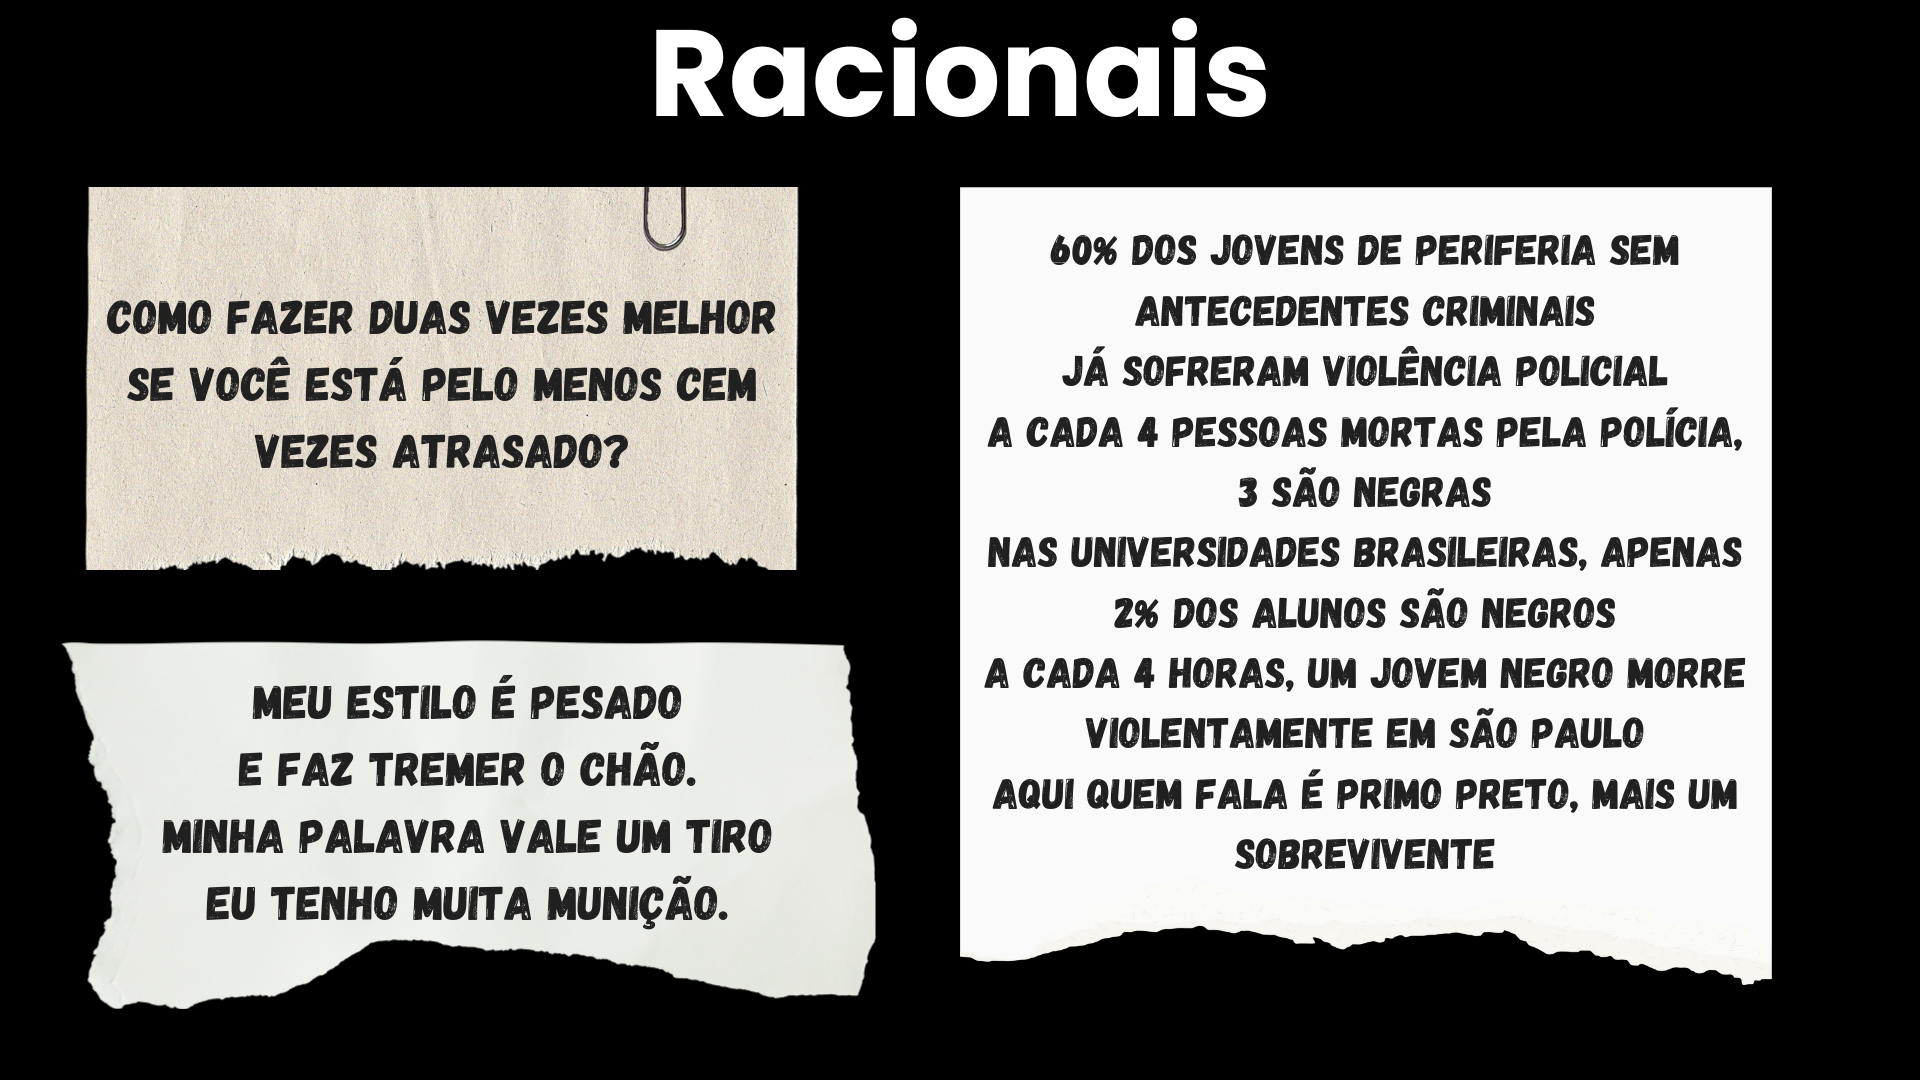 Racionais
COMO FAZER DUAS VEZES MELHOR
SE VOCÊ ESTÁ PELO MENOS CEM
VEZES ATRASADO?
MEU ESTILO É PESADO
E FAZ TREMER O CHÃO.
MINHA PALAVRA VALE UM TIRO
EU TENHO MUITA MUNIÇÃO.
60% DOS JOVENS DE PERIFERIA SEM
ANTECEDENTES CRIMINAIS
JÁ SOFRERAM VIOLÊNCIA POLICIAL
A CADA 4 PESSOAS MORTAS PELA POLÍCIA,
3 SÃO NEGRAS
NAS UNIVERSIDADES BRASILEIRAS, APENAS
2% DOS ALUNOS SÃO NEGROS
A CADA 4 HORAS, UM JOVEM NEGRO MORRE
VIOLENTAMENTE EM SÃO PAULO
AQUI QUEM FALA É PRIMO PRETO, MAIS UM
SOBREVIVENTE